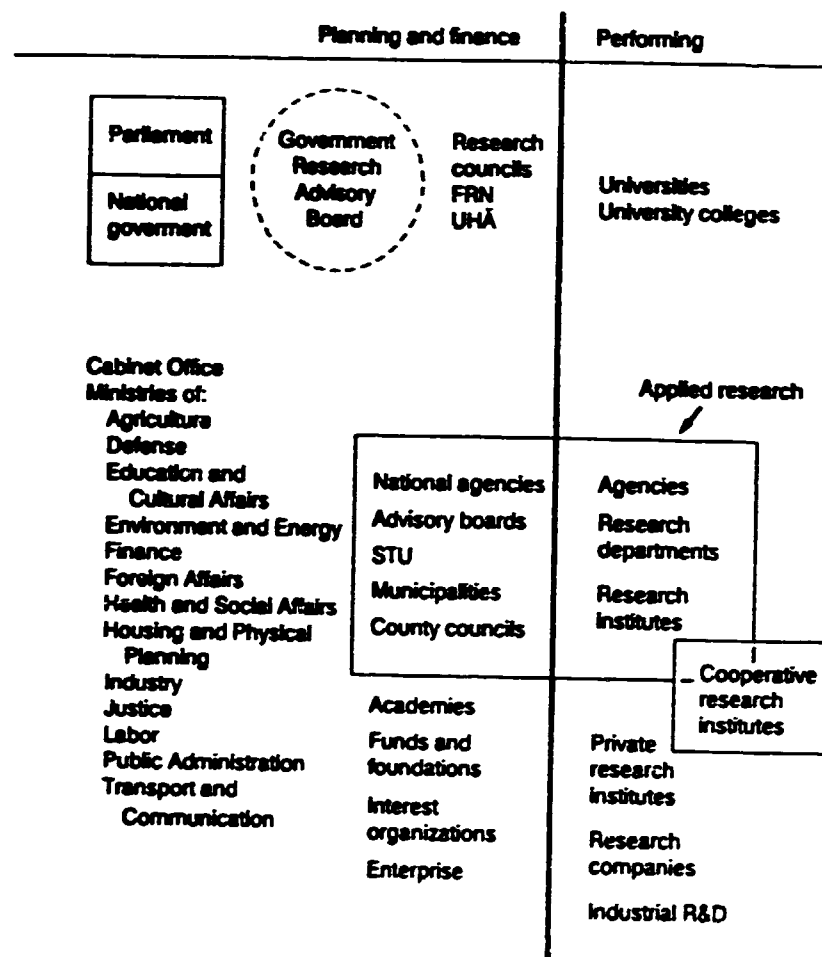 Planning and finance
Performing
Parliament
National
goverment
Government
Research
Advisory
Board
Research
councils
FRN
UHÄ
Universities
University colleges
Cabinet Office
Ministries of:
Agriculture
Defense
Education and
Cultural Affairs
Environment and Energy
Finance
Foreign Affairs
Health and Social Affairs
Housing and Physical
Planning
Industry
Justice
Labor
Public Administration
Transport and
Communication
Applied research
National agencies
Advisory boards
STU
Municipalities
County councils
Academies
Funds and
foundations
Interest
organizations
Enterprise
Agencies
Research
departments
Research
institutes
Cooperative
research
institutes
Private
research
institutes
Research
companies
Industrial R&D